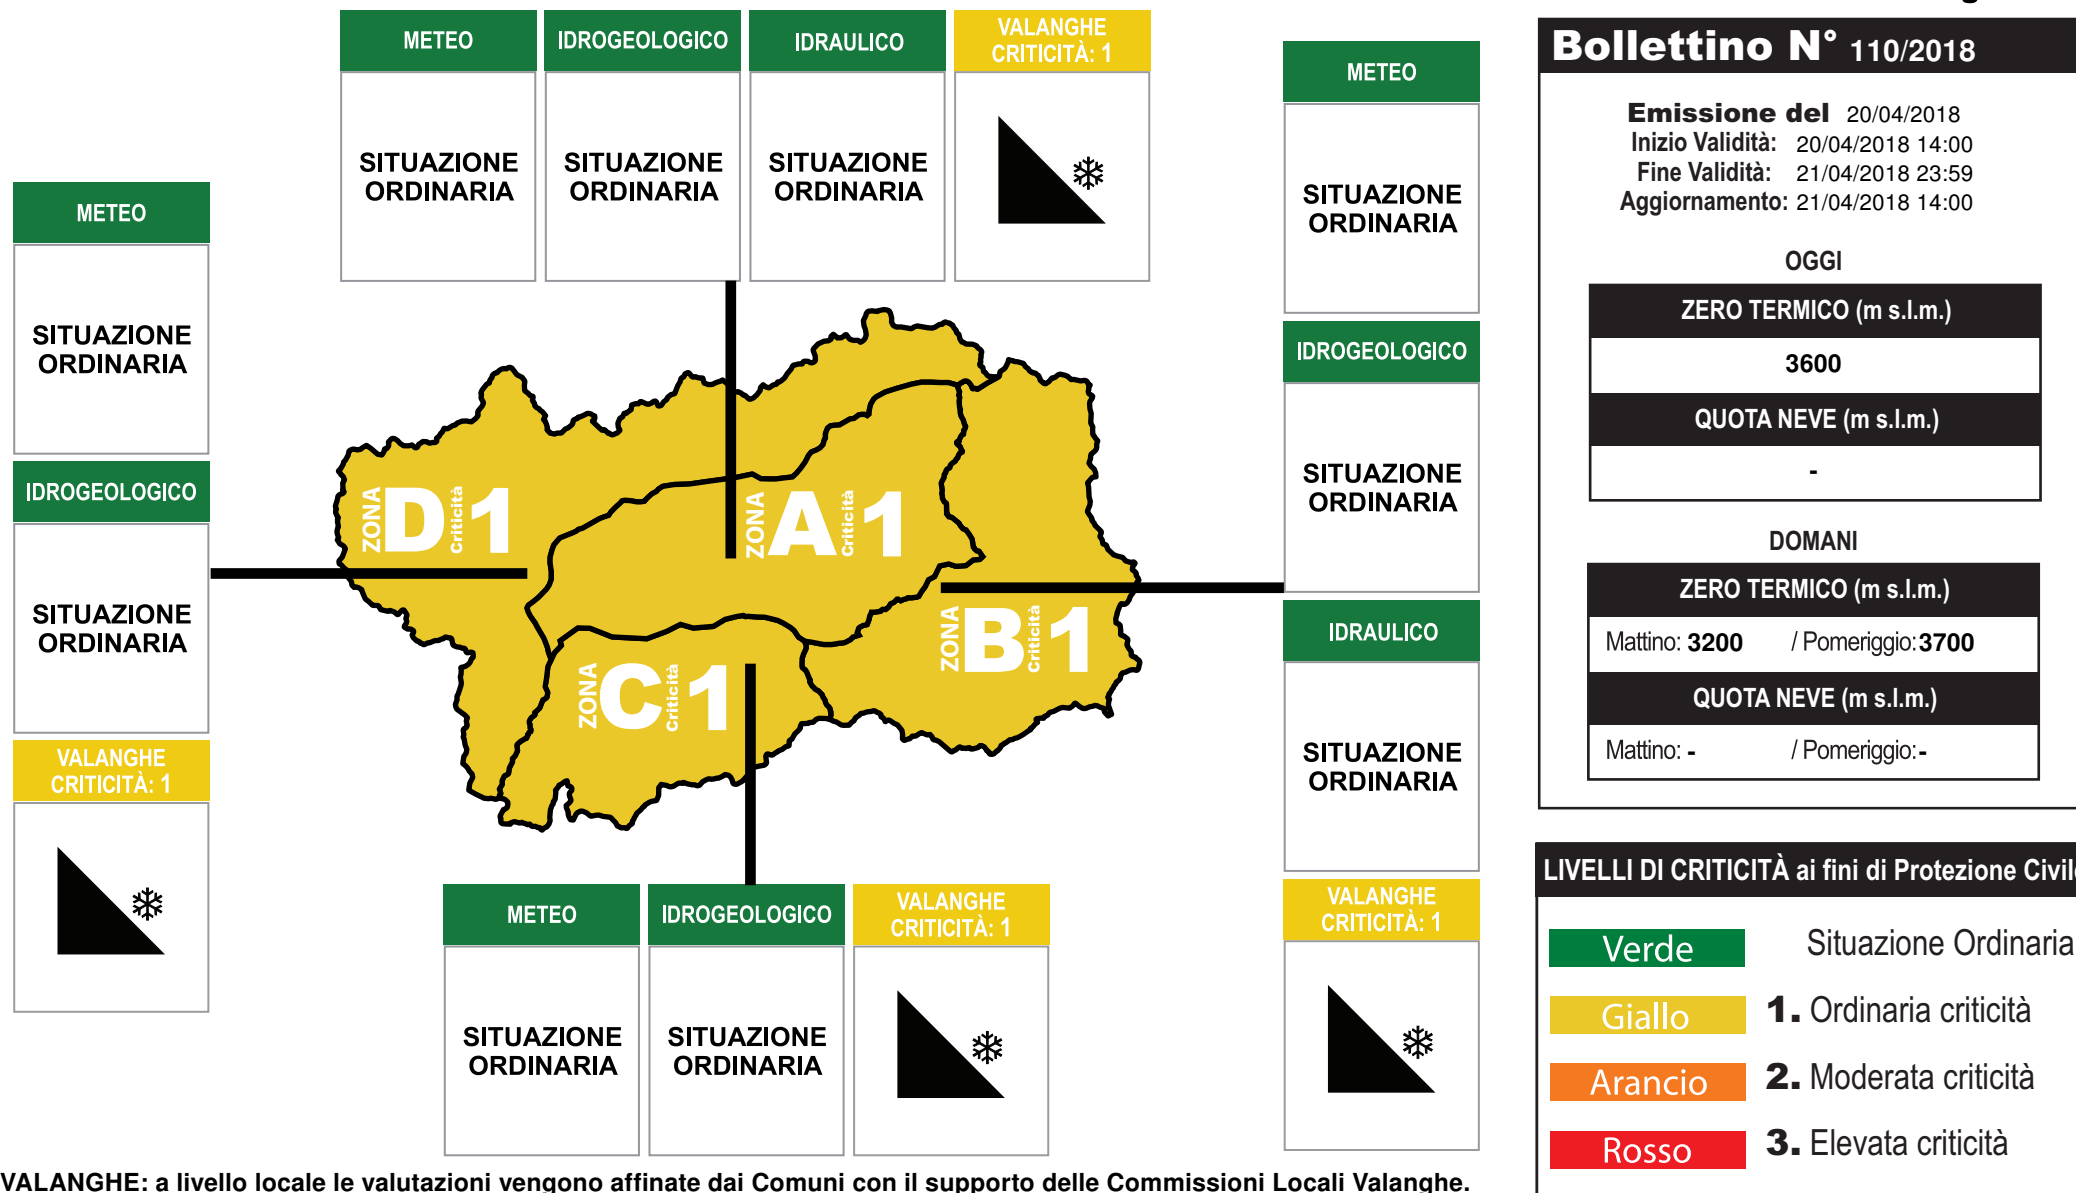 METEO
IDROGEOLOGICO
IDRAULICO
VALANGHE
CRITICITÀ: 1
SITUAZIONE
ORDINARIA
SITUAZIONE
ORDINARIA
SITUAZIONE
ORDINARIA
METEO
SITUAZIONE
ORDINARIA
IDROGEOLOGICO
SITUAZIONE
ORDINARIA
VALANGHE
CRITICITÀ: 1
ZONA D Criticità 1
ZONA A Criticità 1
ZONA B Criticità 1
ZONA C Criticità 1
METEO
SITUAZIONE
ORDINARIA
IDROGEOLOGICO
SITUAZIONE
ORDINARIA
IDRAULICO
SITUAZIONE
ORDINARIA
VALANGHE
CRITICITÀ: 1
METEO
IDROGEOLOGICO
VALANGHE
CRITICITÀ: 1
SITUAZIONE
ORDINARIA
SITUAZIONE
ORDINARIA
Bollettino N° 110/2018
Emissione del 20/04/2018
Inizio Validità: 20/04/2018 14:00
Fine Validità: 21/04/2018 23:59
Aggiornamento: 21/04/2018 14:00
OGGI
ZERO TERMICO (m s.l.m.)
3600
QUOTA NEVE (m s.l.m.)
-
DOMANI
ZERO TERMICO (m s.l.m.)
Mattino: 3200 / Pomeriggio: 3700
QUOTA NEVE (m s.l.m.)
Mattino: - / Pomeriggio: -
LIVELLI DI CRITICITÀ ai fini di Protezione Civile
Verde Situazione Ordinaria
Giallo 1. Ordinaria criticità
Arancio 2. Moderata criticità
Rosso 3. Elevata criticità
VALANGHE: a livello locale le valutazioni vengono affinate dai Comuni con il supporto delle Commissioni Locali Valanghe.